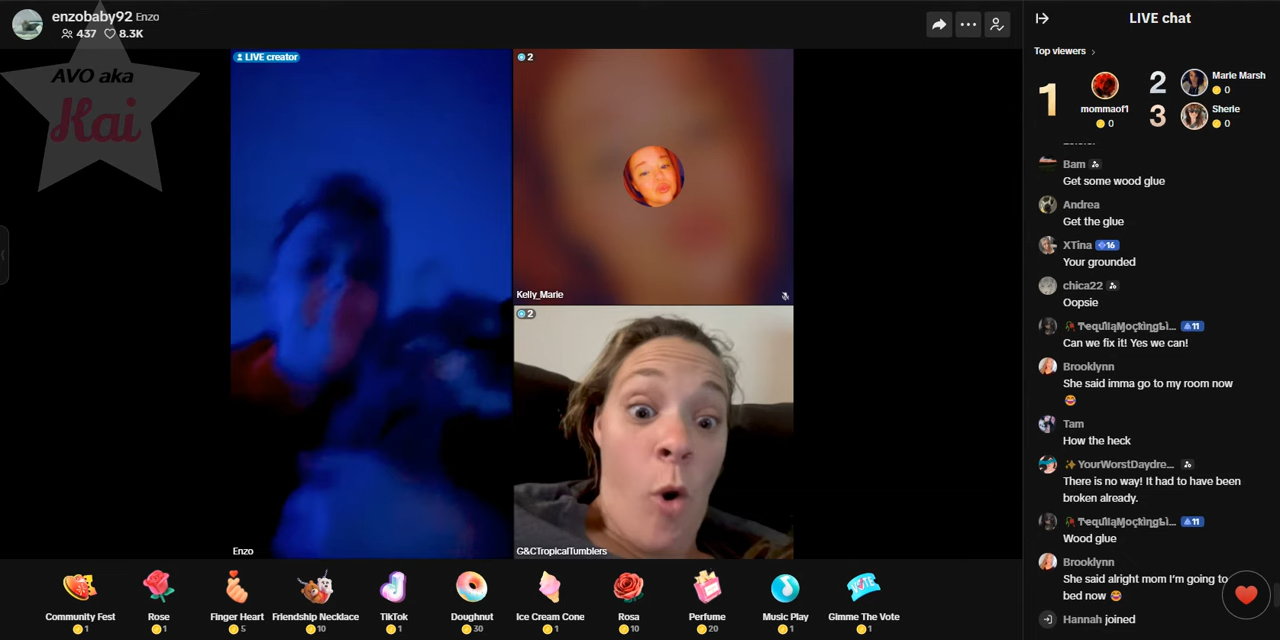 enzobaby92 Enzo
437 8.3K
AVO aka
Kai
LIVE creator
2
Kelly_Marie
2
Enzo
G&CTropicalTumblers
Community Fest
1
Rose
1
Finger Heart
5
Friendship Necklace
10
TikTok
1
Doughnut
30
Ice Cream Cone
1
Rosa
10
Perfume
20
Music Play
1
VOTE
Gimme The Vote
1
LIVE chat
Top viewers
1
mommaof1
0
2
Marie Marsh
0
3
Sherie
0
Bam
Get some wood glue
Andrea
Get the glue
XTina 16
Your grounded
chica22
Oopsie
11
Can we fix it! Yes we can!
Brooklynn
She said imma go to my room now
Tam
How the heck
YourWorstDaydre...
There is no way! It had to have been
broken already.
11
Wood glue
Brooklynn
She said alright mom I'm going to
bed now
Hannah joined